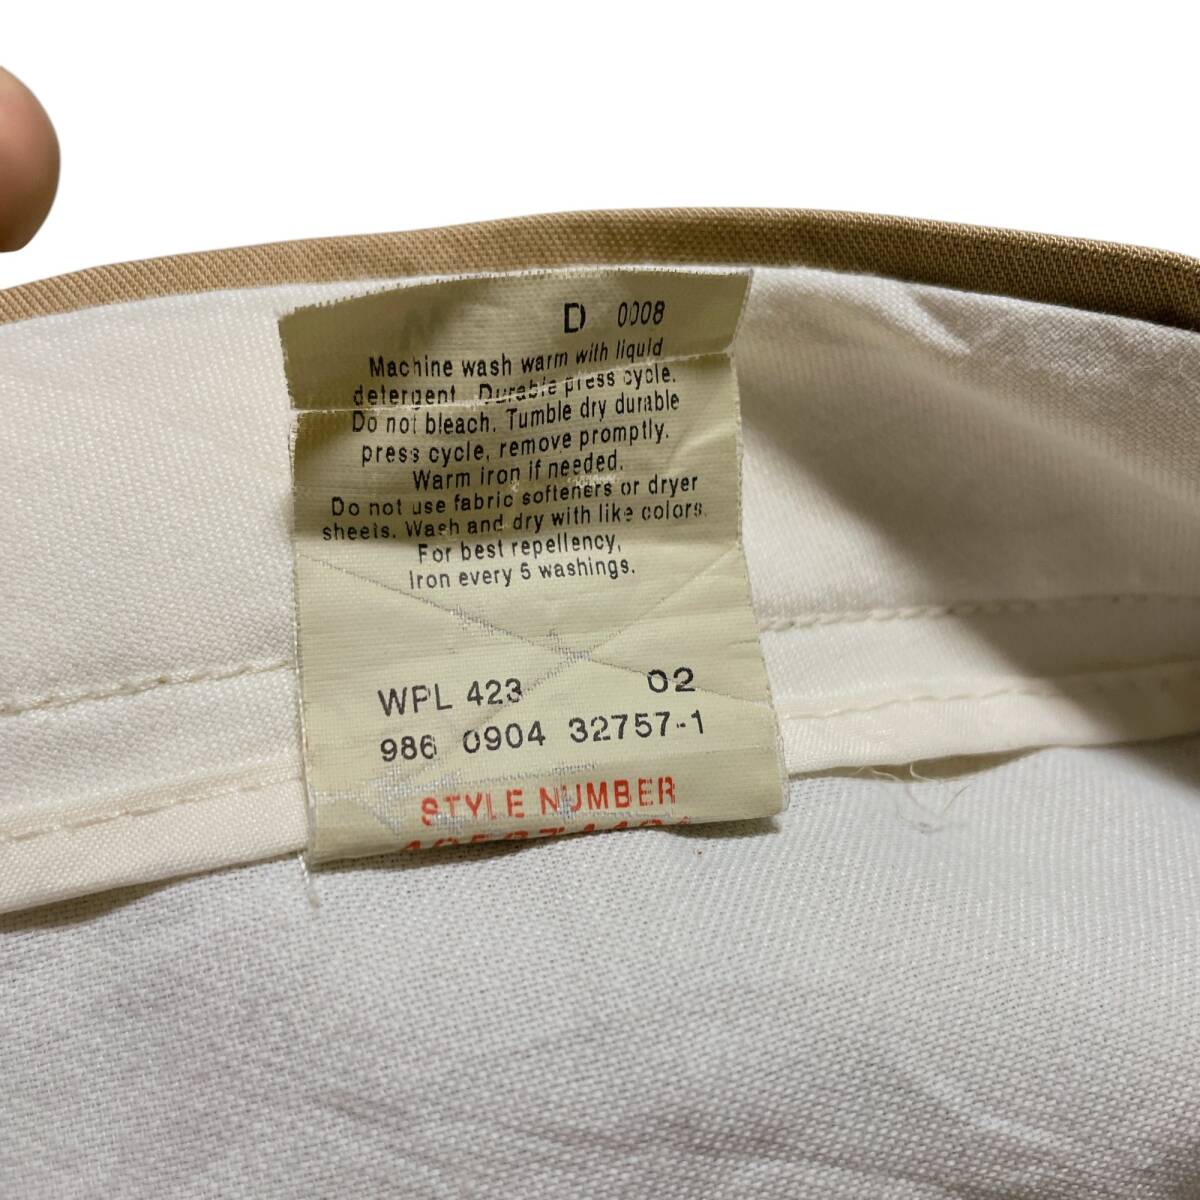 D 0008
Machine wash warm with liquid
detergent. Durable press cycle.
Do not bleach. Tumble dry durable
press cycle, remove promptly.
Warm iron if needed.
Do not use fabric softeners or dryer
sheets. Wash and dry with like colors.
For best repellency,
Iron every 5 washings.
WPL 423 02
986 0904 32757-1
STYLE NUMBER